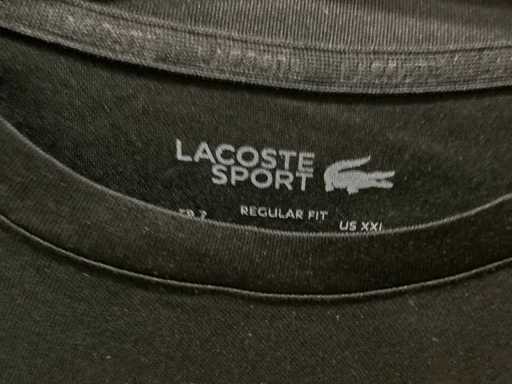 LACOSTE
SPORT
REGULAR FIT
US XXL